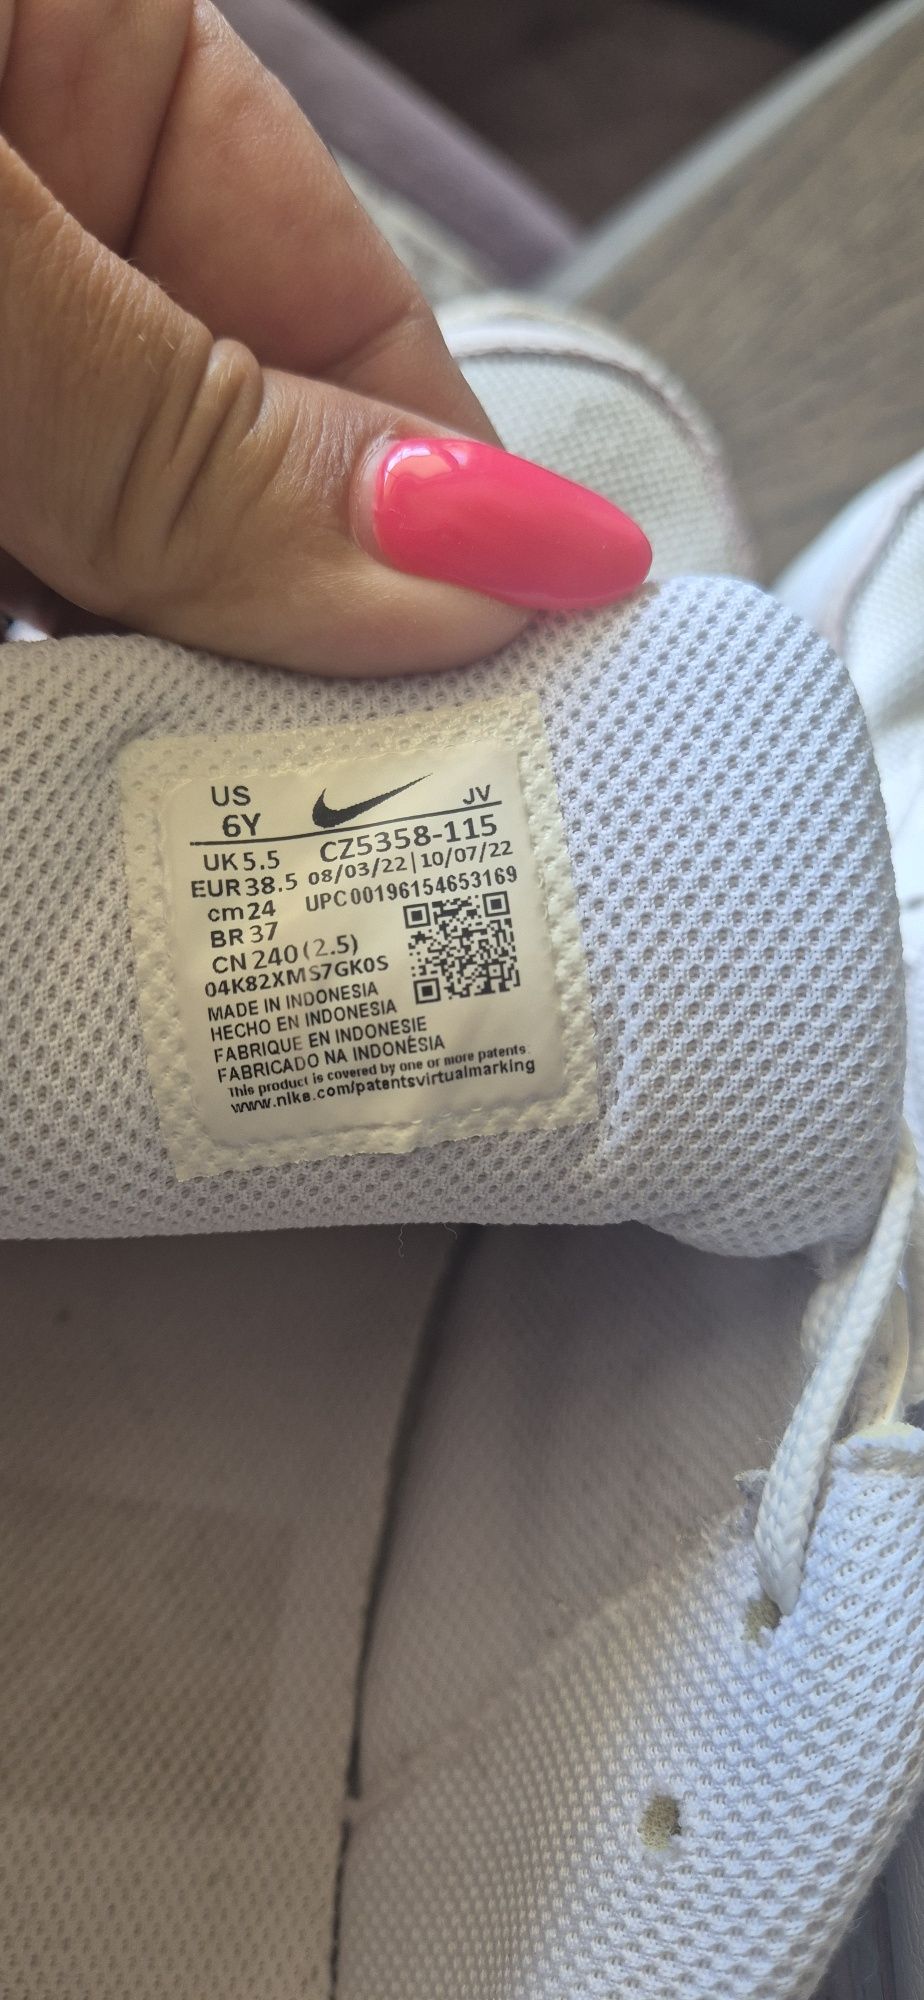 US JV
6Y
UK 5.5 CZ5358-115
EUR 38.5 08/03/22|10/07/22
cm 24 UPC00196154653169
BR 37
CN 240 (2.5)
04K82XMS7GK0S
MADE IN INDONESIA
HECHO EN INDONESIA
FABRIQUE EN INDONESIE
FABRICADO NA INDONÉSIA
This product is covered by one or more patents:
www.nike.com/patentsvirtualmarking